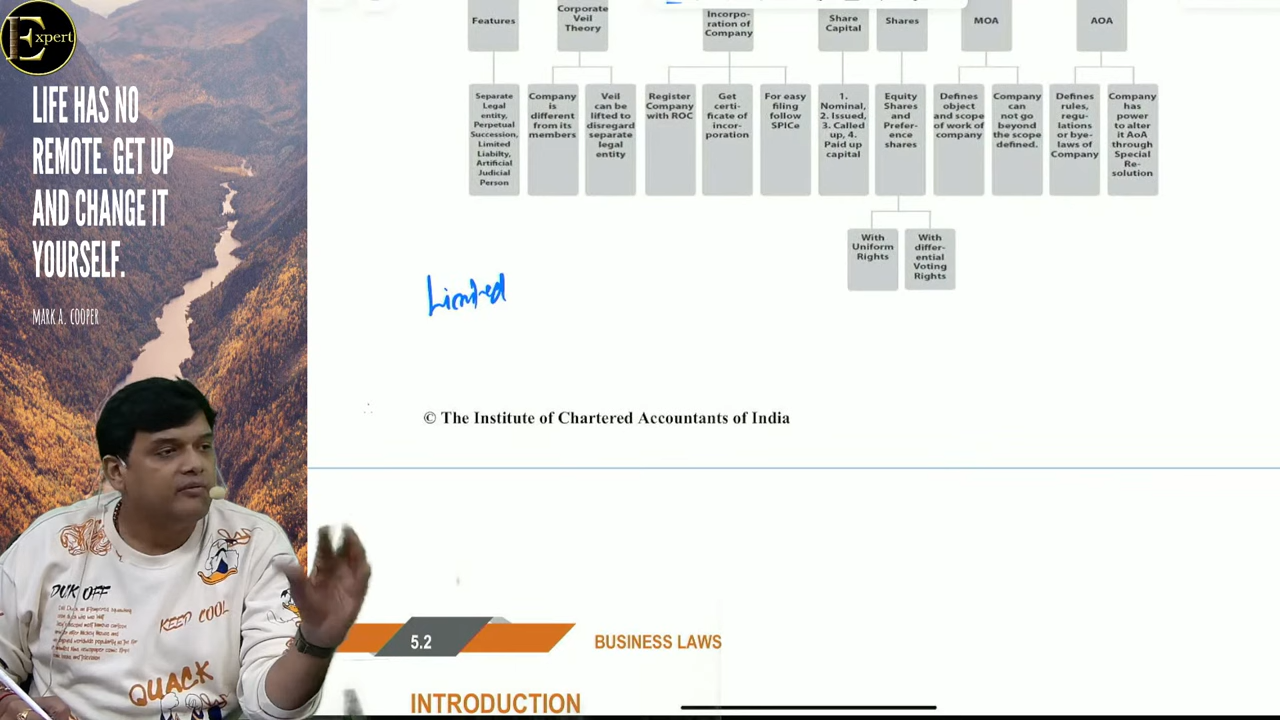 Expert
LIFE HAS NO
REMOTE. GET UP
AND CHANGE IT
YOURSELF.
MARK A. COOPER
Features
Corporate
Veil
Theory
Incorpo-
ration of
Company
Share
Capital
Shares
MOA
AOA
Separate
Legal
entity,
Perpetual
Succession,
Limited
Liabilty,
Artificial
Judicial
Person
Company
is
different
from its
members
Veil
can be
lifted to
disregard
separate
legal
entity
Register
Company
with ROC
Get
certi-
ficate of
incor-
poration
For easy
filing
follow
SPICe
1.
Nominal,
2. Issued,
3. Called
up, 4.
Paid up
capital
Equity
Shares
and
Prefer-
ence
shares
Defines
object
and scope
of work of
company
Company
can
not go
beyond
the scope
defined.
Defines
rules,
regu-
lations
or bye-
laws of
Company
Company
has
power
to alter
it AoA
through
Special
Re-
solution
With
Uniform
Rights
With
differ-
ential
Voting
Rights
Limited
© The Institute of Chartered Accountants of India
5.2
BUSINESS LAWS
INTRODUCTION
DUCK OFF
KEEP COOL
QUACK